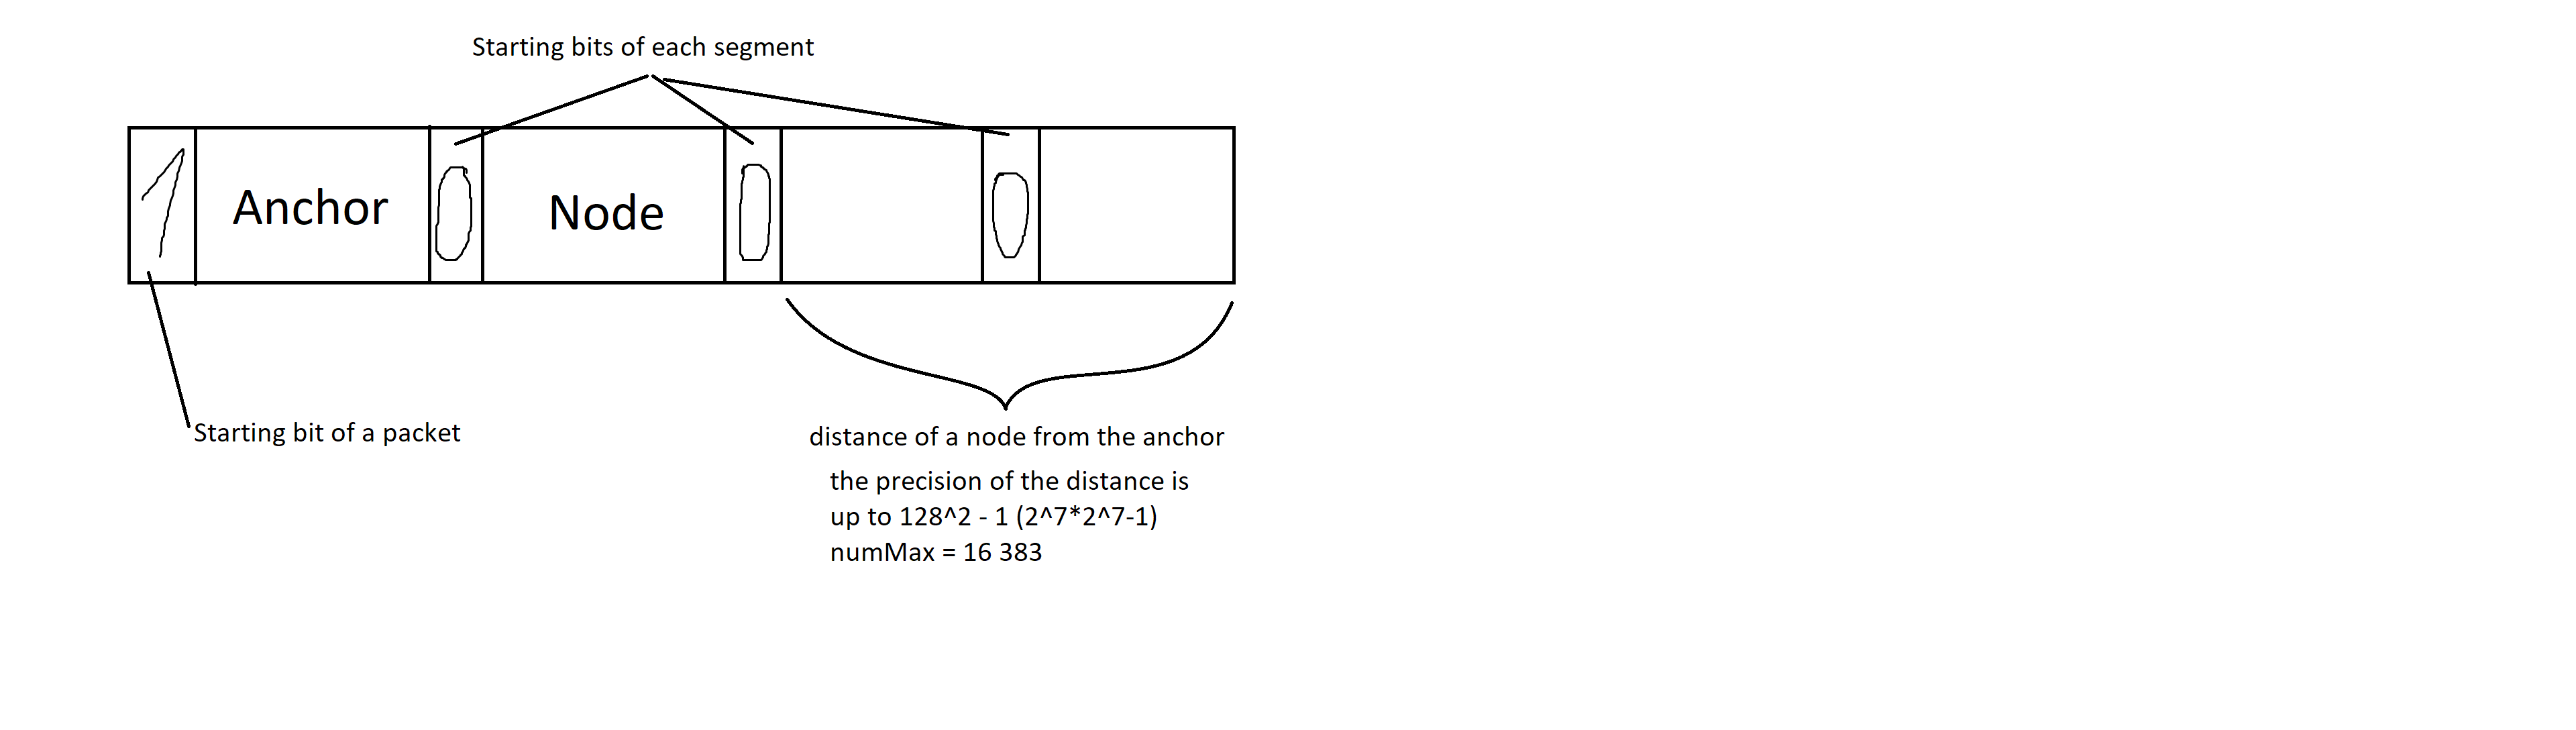 Starting bits of each segment
1 Anchor 0 Node 0 0
Starting bit of a packet
distance of a node from the anchor
the precision of the distance is
up to 128^2 - 1 (2^7*2^7-1)
numMax = 16 383